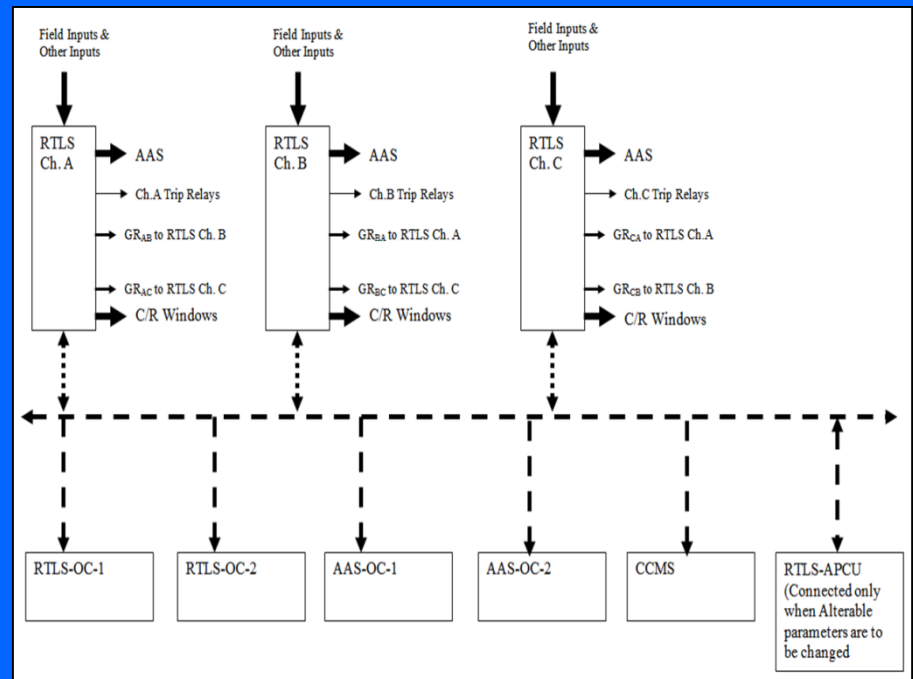 Field Inputs &
Other Inputs
Field Inputs &
Other Inputs
Field Inputs &
Other Inputs
RTLS
Ch. A
AAS
Ch.A Trip Relays
GRAB to RTLS Ch. B
GRAC to RTLS Ch. C
C/R Windows
RTLS
Ch. B
AAS
Ch.B Trip Relays
GRBA to RTLS Ch. A
GRBC to RTLS Ch. C
C/R Windows
RTLS
Ch. C
AAS
Ch.C Trip Relays
GRCA to RTLS Ch.A
GRCB to RTLS Ch. B
C/R Windows
RTLS-OC-1
RTLS-OC-2
AAS-OC-1
AAS-OC-2
CCMS
RTLS-APCU
(Connected only
when Alterable
parameters are to
be changed